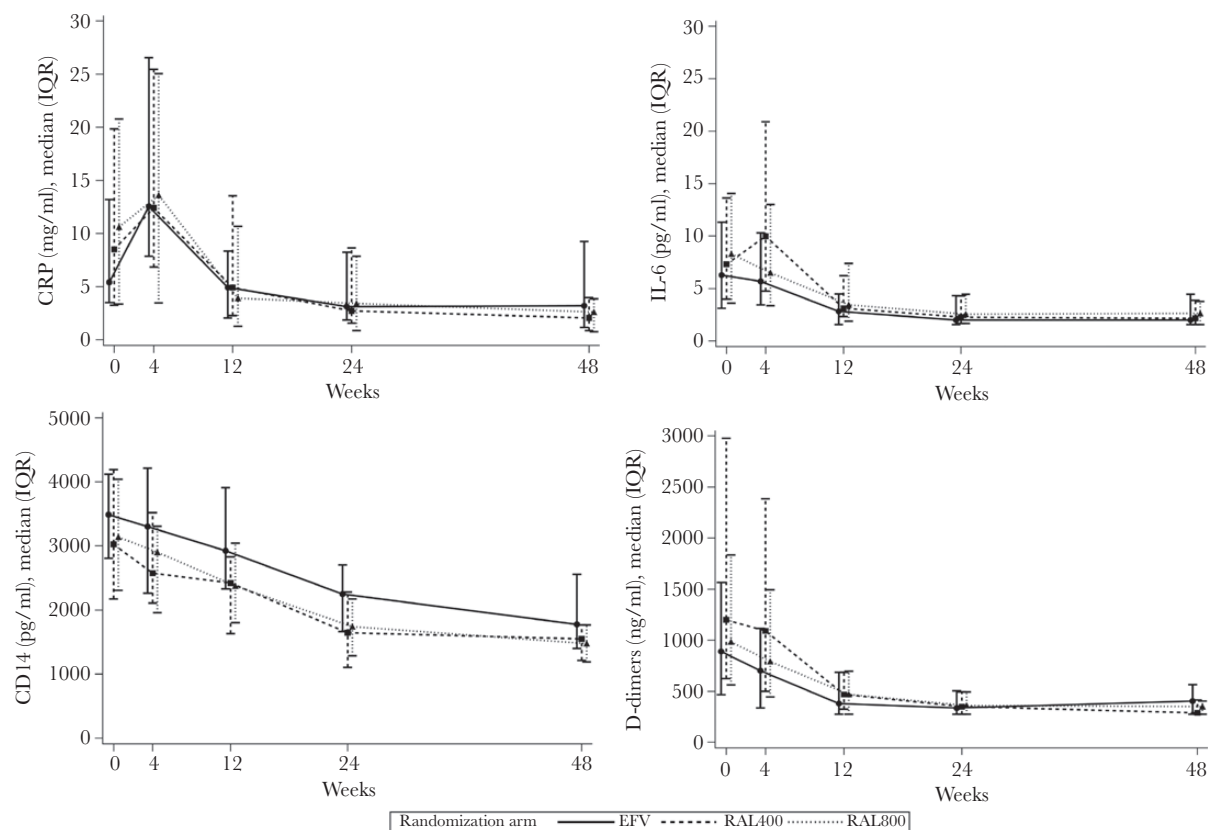 CRP (mg/ml), median (IQR)
30
25
20
15
10
5
0
0 4 12 24 48
Weeks
IL-6 (pg/ml), median (IQR)
30
25
20
15
10
5
0
0 4 12 24 48
Weeks
CD14 (pg/ml), median (IQR)
5000
4000
3000
2000
1000
0
0 4 12 24 48
Weeks
D-dimers (ng/ml), median (IQR)
3000
2500
2000
1500
1000
500
0
0 4 12 24 48
Weeks
Randomization arm EFV RAL400 RAL800